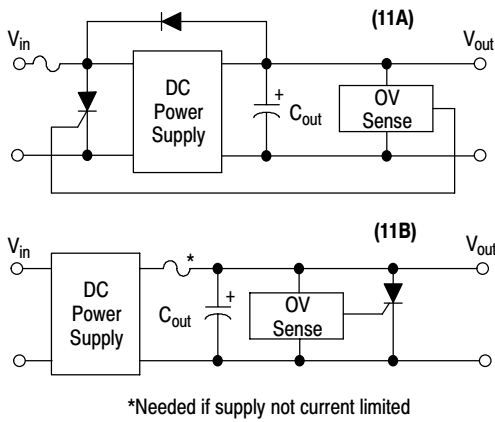 (11A)
V_in
V_out
DC
Power
Supply
+
C_out
OV
Sense
(11B)
V_in
V_out
*
DC
Power
Supply
+
C_out
OV
Sense
*Needed if supply not current limited